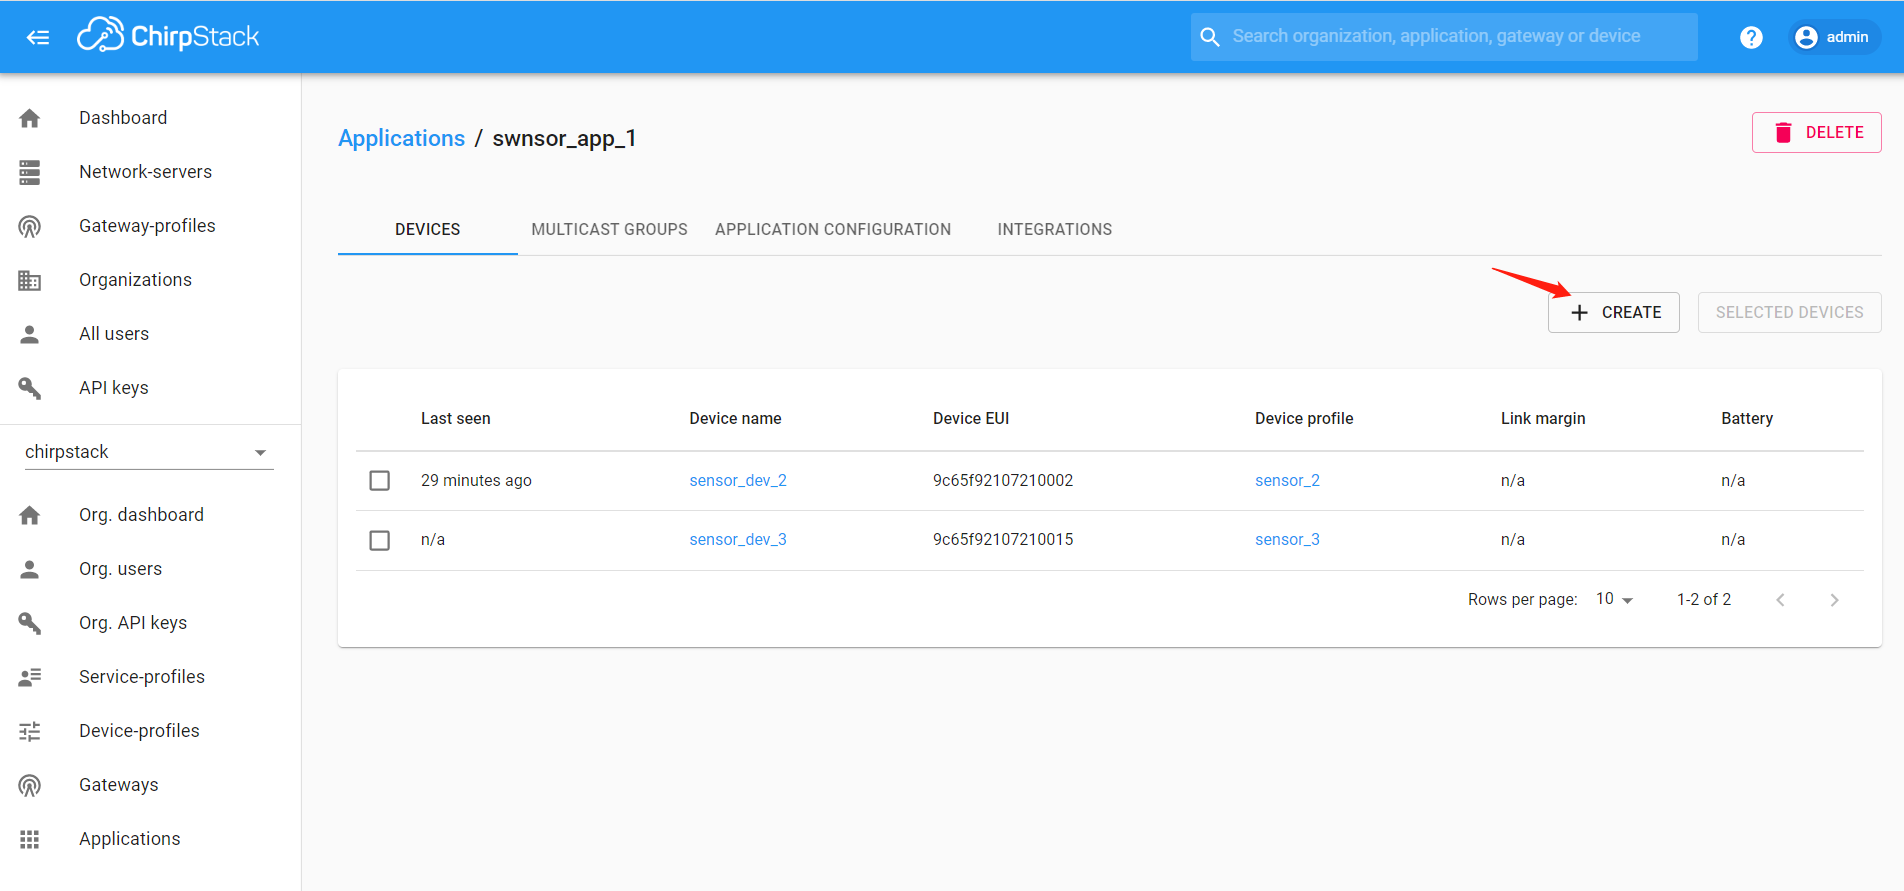 ChirpStack
Search organization, application, gateway or device
?
admin
Dashboard
Network-servers
Gateway-profiles
Organizations
All users
API keys
chirpstack
Org. dashboard
Org. users
Org. API keys
Service-profiles
Device-profiles
Gateways
Applications
Applications / swnsor_app_1
DELETE
DEVICES MULTICAST GROUPS APPLICATION CONFIGURATION INTEGRATIONS
+ CREATE SELECTED DEVICES
Last seen Device name Device EUI Device profile Link margin Battery
29 minutes ago sensor_dev_2 9c65f92107210002 sensor_2 n/a n/a
n/a sensor_dev_3 9c65f92107210015 sensor_3 n/a n/a
Rows per page: 10 1-2 of 2